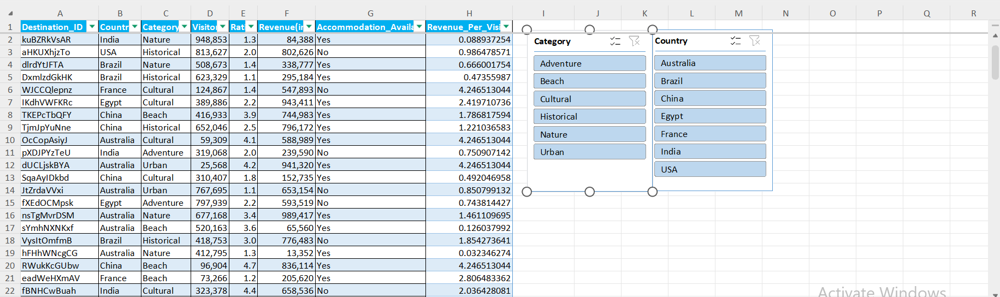 A B C D E F G H I J K L M N O P Q R
1 Destination_ID Countr Category Visitor Rati Revenue(in Accommodation_Availa Revenue_Per_Visi
2 kuBZRkVsAR India Nature 948,853 1.3 84,388 Yes 0.088937254
3 aHKUXhjzTo USA Historical 813,627 2.0 802,626 No 0.986478571
4 dlrdYtJFTA Brazil Nature 508,673 1.4 338,777 Yes 0.666001754
5 DxmlzdGkHK Brazil Historical 623,329 1.1 295,184 Yes 0.47355987
6 WJCCQlepnz France Cultural 124,867 1.4 547,893 No 4.246513044
7 IKdhVWFKRc Egypt Cultural 389,886 2.2 943,411 Yes 2.419710736
8 TKEPcTbQFY China Beach 416,933 3.9 744,983 Yes 1.786817594
9 TjmJpYuNne China Historical 652,046 2.5 796,172 Yes 1.221036583
10 OcCopAsiyJ Australia Cultural 59,309 4.1 588,989 Yes 4.246513044
11 pXDJPYzTeU India Adventure 319,068 2.0 239,590 No 0.750907142
12 dUCLjskBYA Australia Urban 25,568 4.2 941,320 Yes 4.246513044
13 SqaAyIDkbd China Cultural 310,407 1.8 152,735 Yes 0.492046958
14 JtZrdaVVxi Australia Urban 767,695 1.1 653,154 No 0.850799132
15 fXEdOCMpsk Egypt Adventure 797,939 2.2 593,519 No 0.743814427
16 nsTgMvrDSM Australia Nature 677,168 3.4 989,417 Yes 1.461109695
17 sYmhNXNKxf Australia Beach 520,163 3.6 65,560 Yes 0.126037992
18 VysItOmfmB Brazil Historical 418,753 3.0 776,483 No 1.854273641
19 hFHhWNcgCG Australia Nature 412,795 1.3 13,352 Yes 0.032346274
20 RWukKcGUbw China Beach 96,904 4.7 836,114 Yes 4.246513044
21 eadWeHXmAV France Beach 73,266 1.2 205,620 Yes 2.806483362
22 fBNHCwBuah India Cultural 323,378 4.4 658,536 No 2.036428081
Category
Adventure
Beach
Cultural
Historical
Nature
Urban
Country
Australia
Brazil
China
Egypt
France
India
USA
Activate Windows